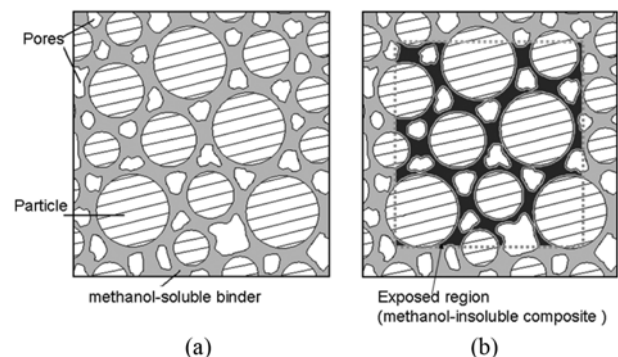 Pores
Particle
methanol-soluble binder
Exposed region
(methanol-insoluble composite )
(a)
(b)